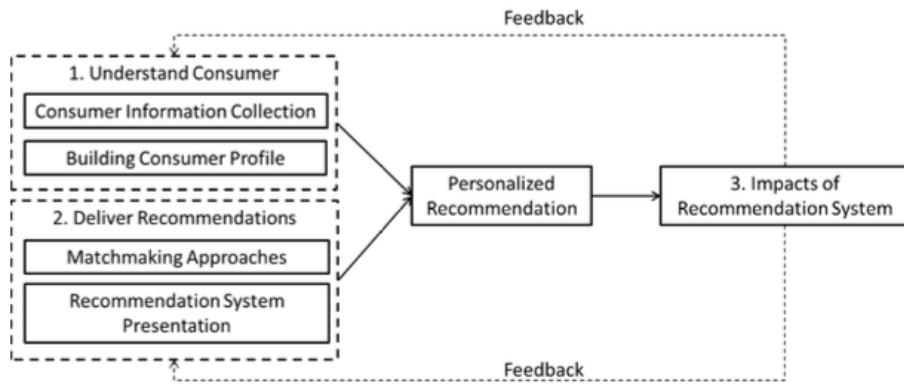 Feedback
1. Understand Consumer
Consumer Information Collection
Building Consumer Profile
2. Deliver Recommendations
Matchmaking Approaches
Recommendation System
Presentation
Personalized
Recommendation
3. Impacts of
Recommendation System
Feedback